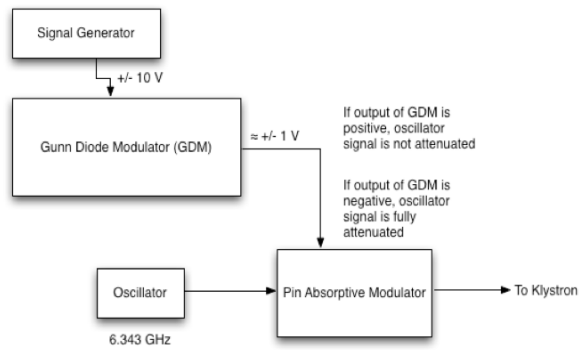 Signal Generator
+/- 10 V
Gunn Diode Modulator (GDM)
≈ +/- 1 V
If output of GDM is
positive, oscillator
signal is not attenuated
If output of GDM is
negative, oscillator
signal is fully
attenuated
Oscillator
Pin Absorptive Modulator
To Klystron
6.343 GHz